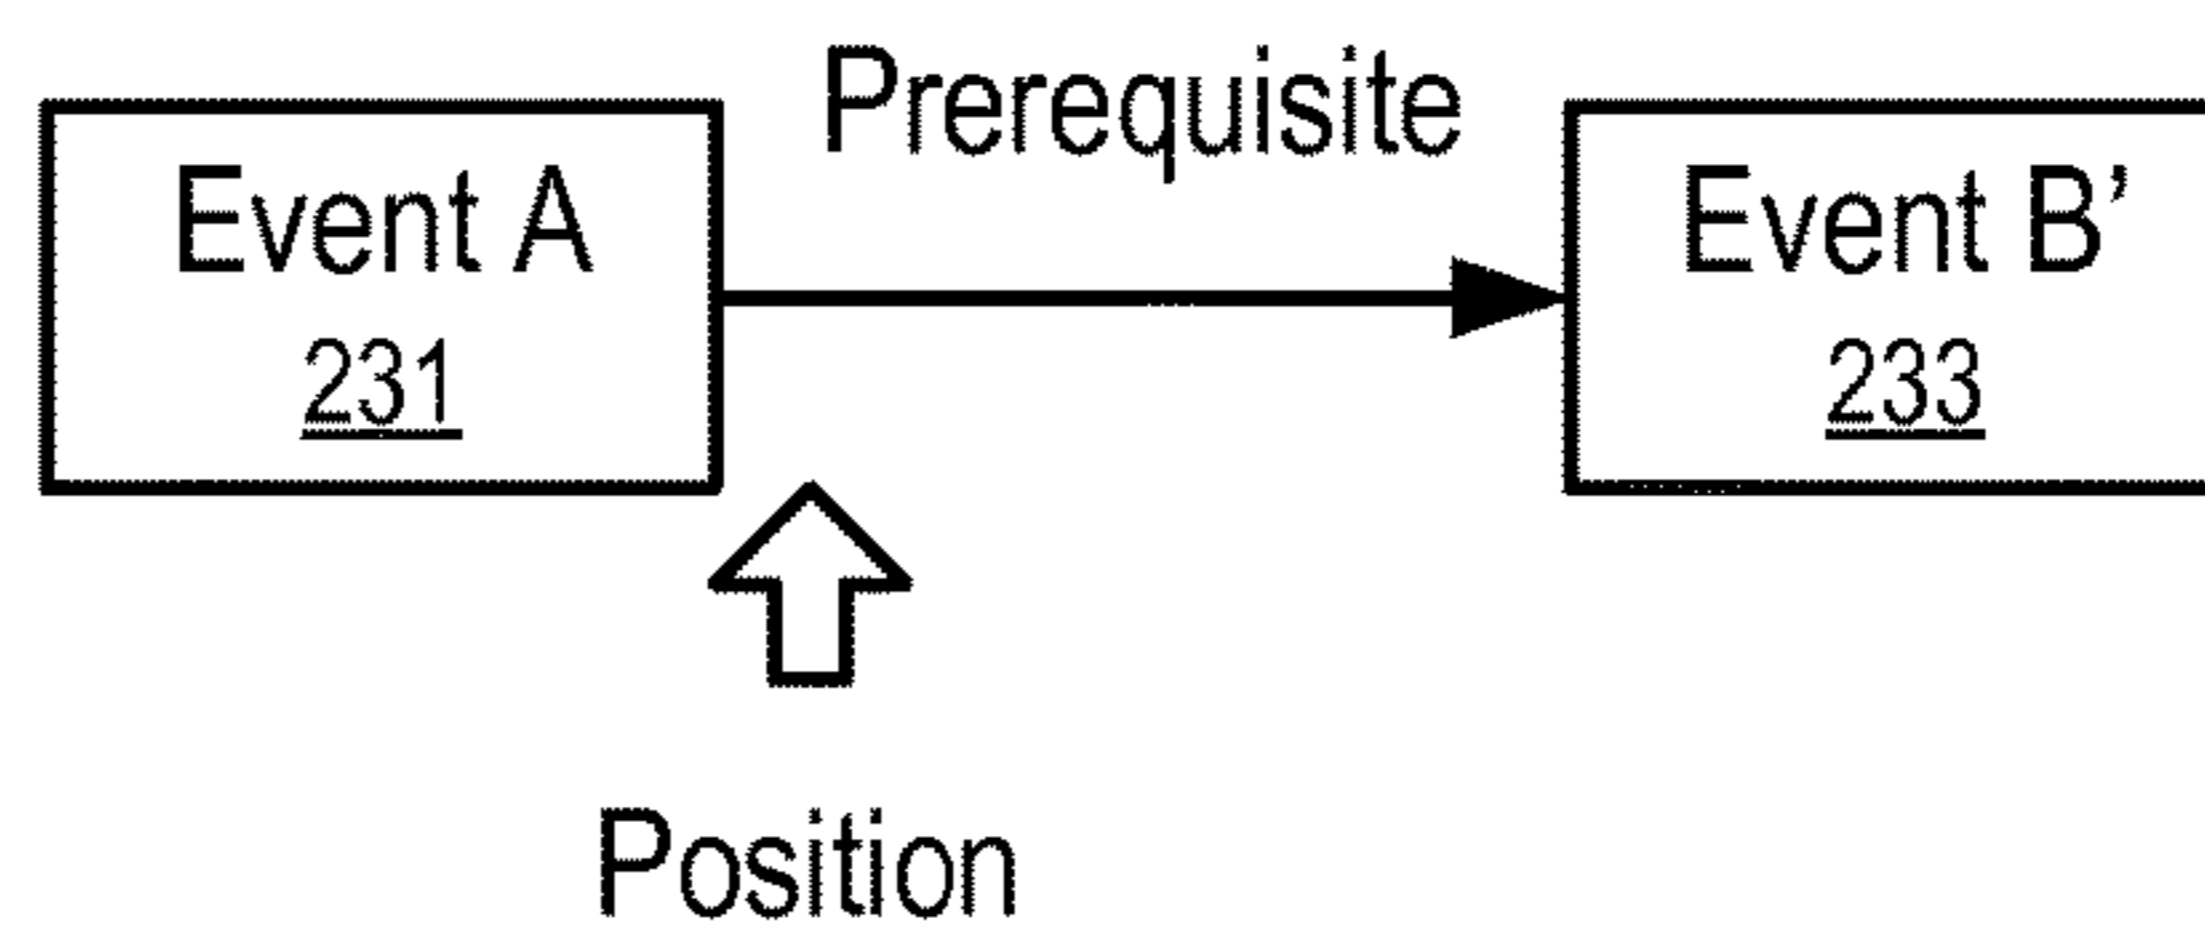 Prerequisite
Event A
231
Event B’
233
Position